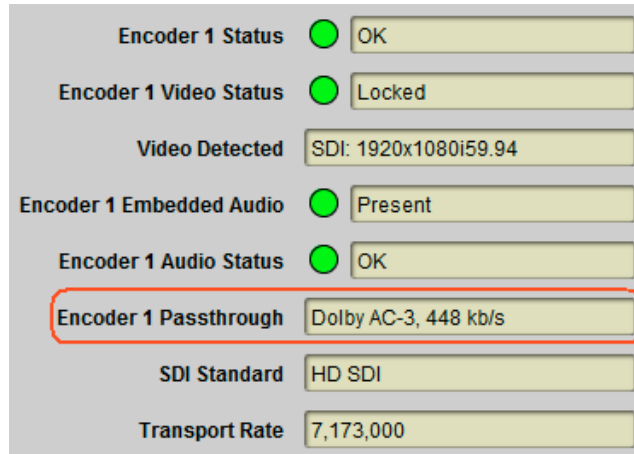 Encoder 1 Status OK
Encoder 1 Video Status Locked
Video Detected SDI: 1920x1080i59.94
Encoder 1 Embedded Audio Present
Encoder 1 Audio Status OK
Encoder 1 Passthrough Dolby AC-3, 448 kb/s
SDI Standard HD SDI
Transport Rate 7,173,000